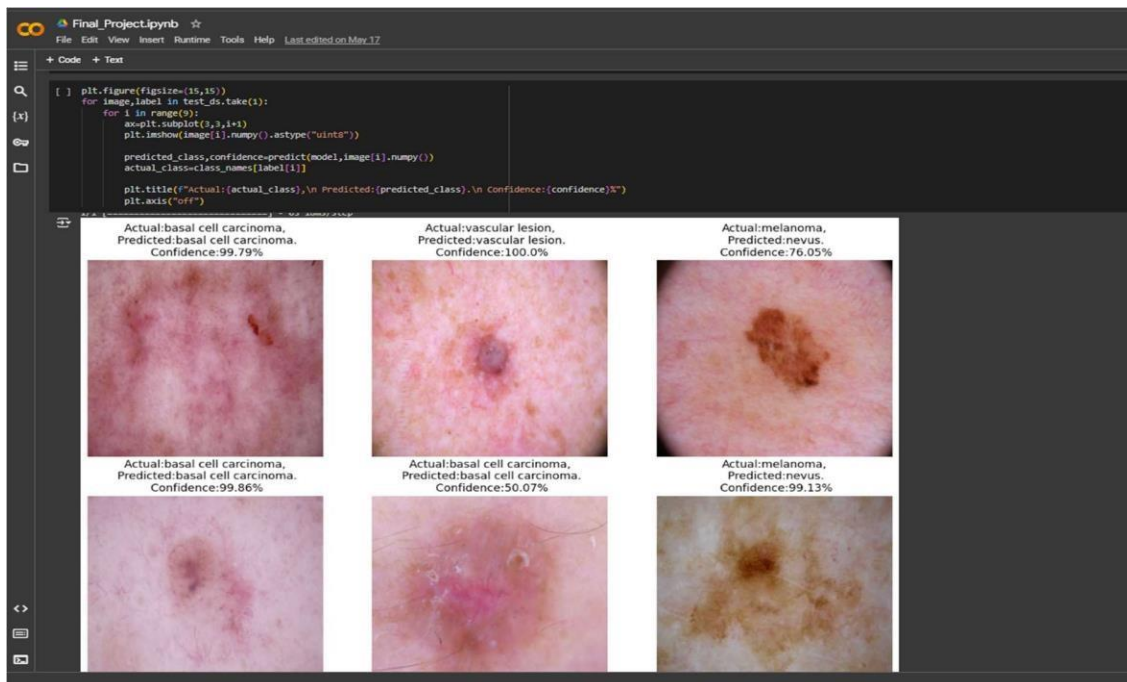 Final_Project.ipynb
File Edit View Insert Runtime Tools Help Last edited on May 17
+ Code + Text
[ ] plt.figure(figsize=(15,15))
for image,label in test_ds.take(1):
for i in range(9):
ax=plt.subplot(3,3,i+1)
plt.imshow(image[i].numpy().astype("uint8"))
{x}
predicted_class,confidence=predict(model,image[i].numpy())
actual_class=class_names[label[i]]
plt.title(f"Actual:{actual_class},\n Predicted:{predicted_class}.\n Confidence:{confidence}%")
plt.axis("off")
Actual:basal cell carcinoma,
Predicted:basal cell carcinoma.
Confidence:99.79%
Actual:vascular lesion,
Predicted:vascular lesion.
Confidence:100.0%
Actual:melanoma,
Predicted:nevus.
Confidence:76.05%
Actual:basal cell carcinoma,
Predicted:basal cell carcinoma.
Confidence:99.86%
Actual:basal cell carcinoma,
Predicted:basal cell carcinoma.
Confidence:50.07%
Actual:melanoma,
Predicted:nevus.
Confidence:99.13%